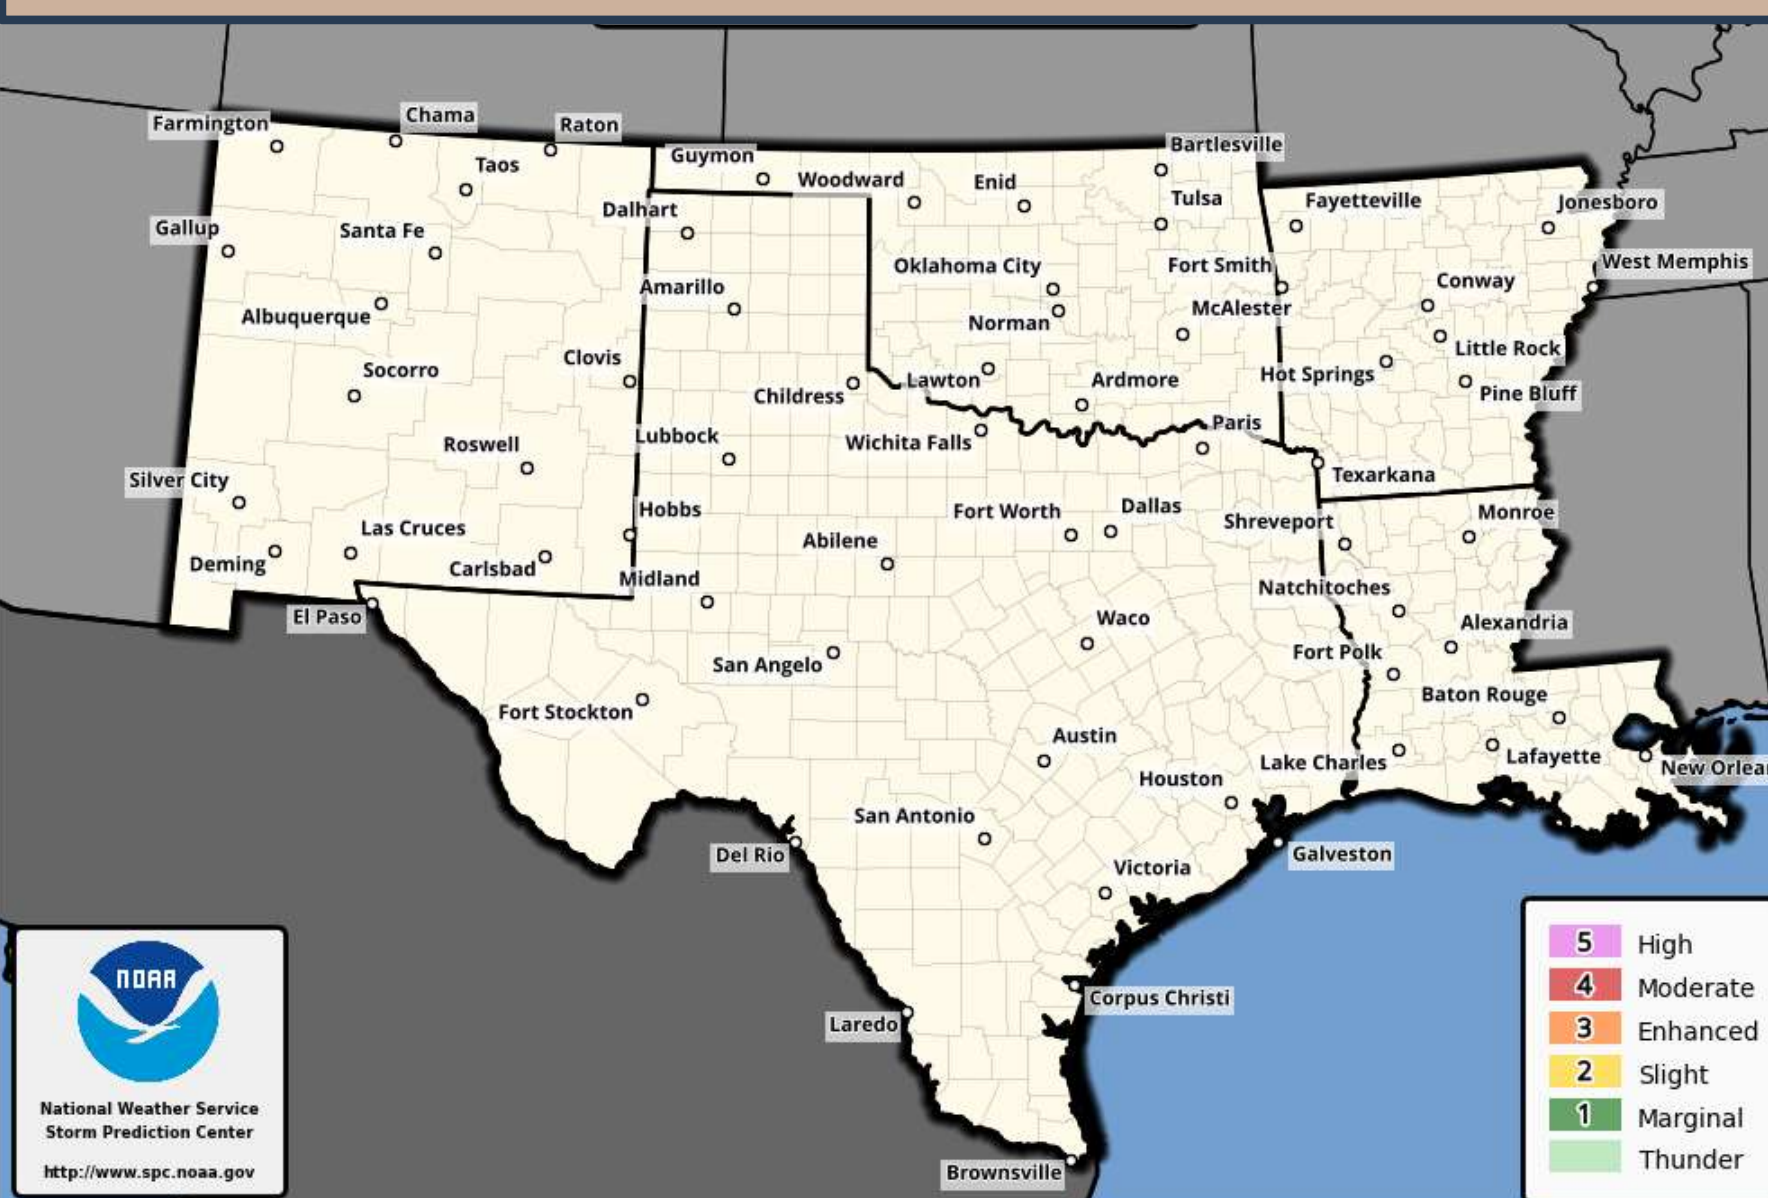 Farmington
Chama
Raton
Taos
Guymon
Woodward
Enid
Bartlesville
Tulsa
Fayetteville
Jonesboro
Gallup
Santa Fe
Dalhart
Oklahoma City
Fort Smith
West Memphis
Albuquerque
Amarillo
Norman
McAlester
Conway
Socorro
Clovis
Childress
Lawton
Ardmore
Hot Springs
Little Rock
Pine Bluff
Roswell
Lubbock
Wichita Falls
Paris
Texarkana
Silver City
Hobbs
Fort Worth
Dallas
Shreveport
Monroe
Las Cruces
Abilene
Deming
Carlsbad
Midland
Natchitoches
El Paso
Waco
Alexandria
San Angelo
Fort Polk
Fort Stockton
Baton Rouge
Austin
Houston
Lake Charles
Lafayette
New Orlea
San Antonio
Del Rio
Galveston
Victoria
Corpus Christi
Laredo
Brownsville
NOAA
National Weather Service
Storm Prediction Center
http://www.spc.noaa.gov
5 High
4 Moderate
3 Enhanced
2 Slight
1 Marginal
Thunder